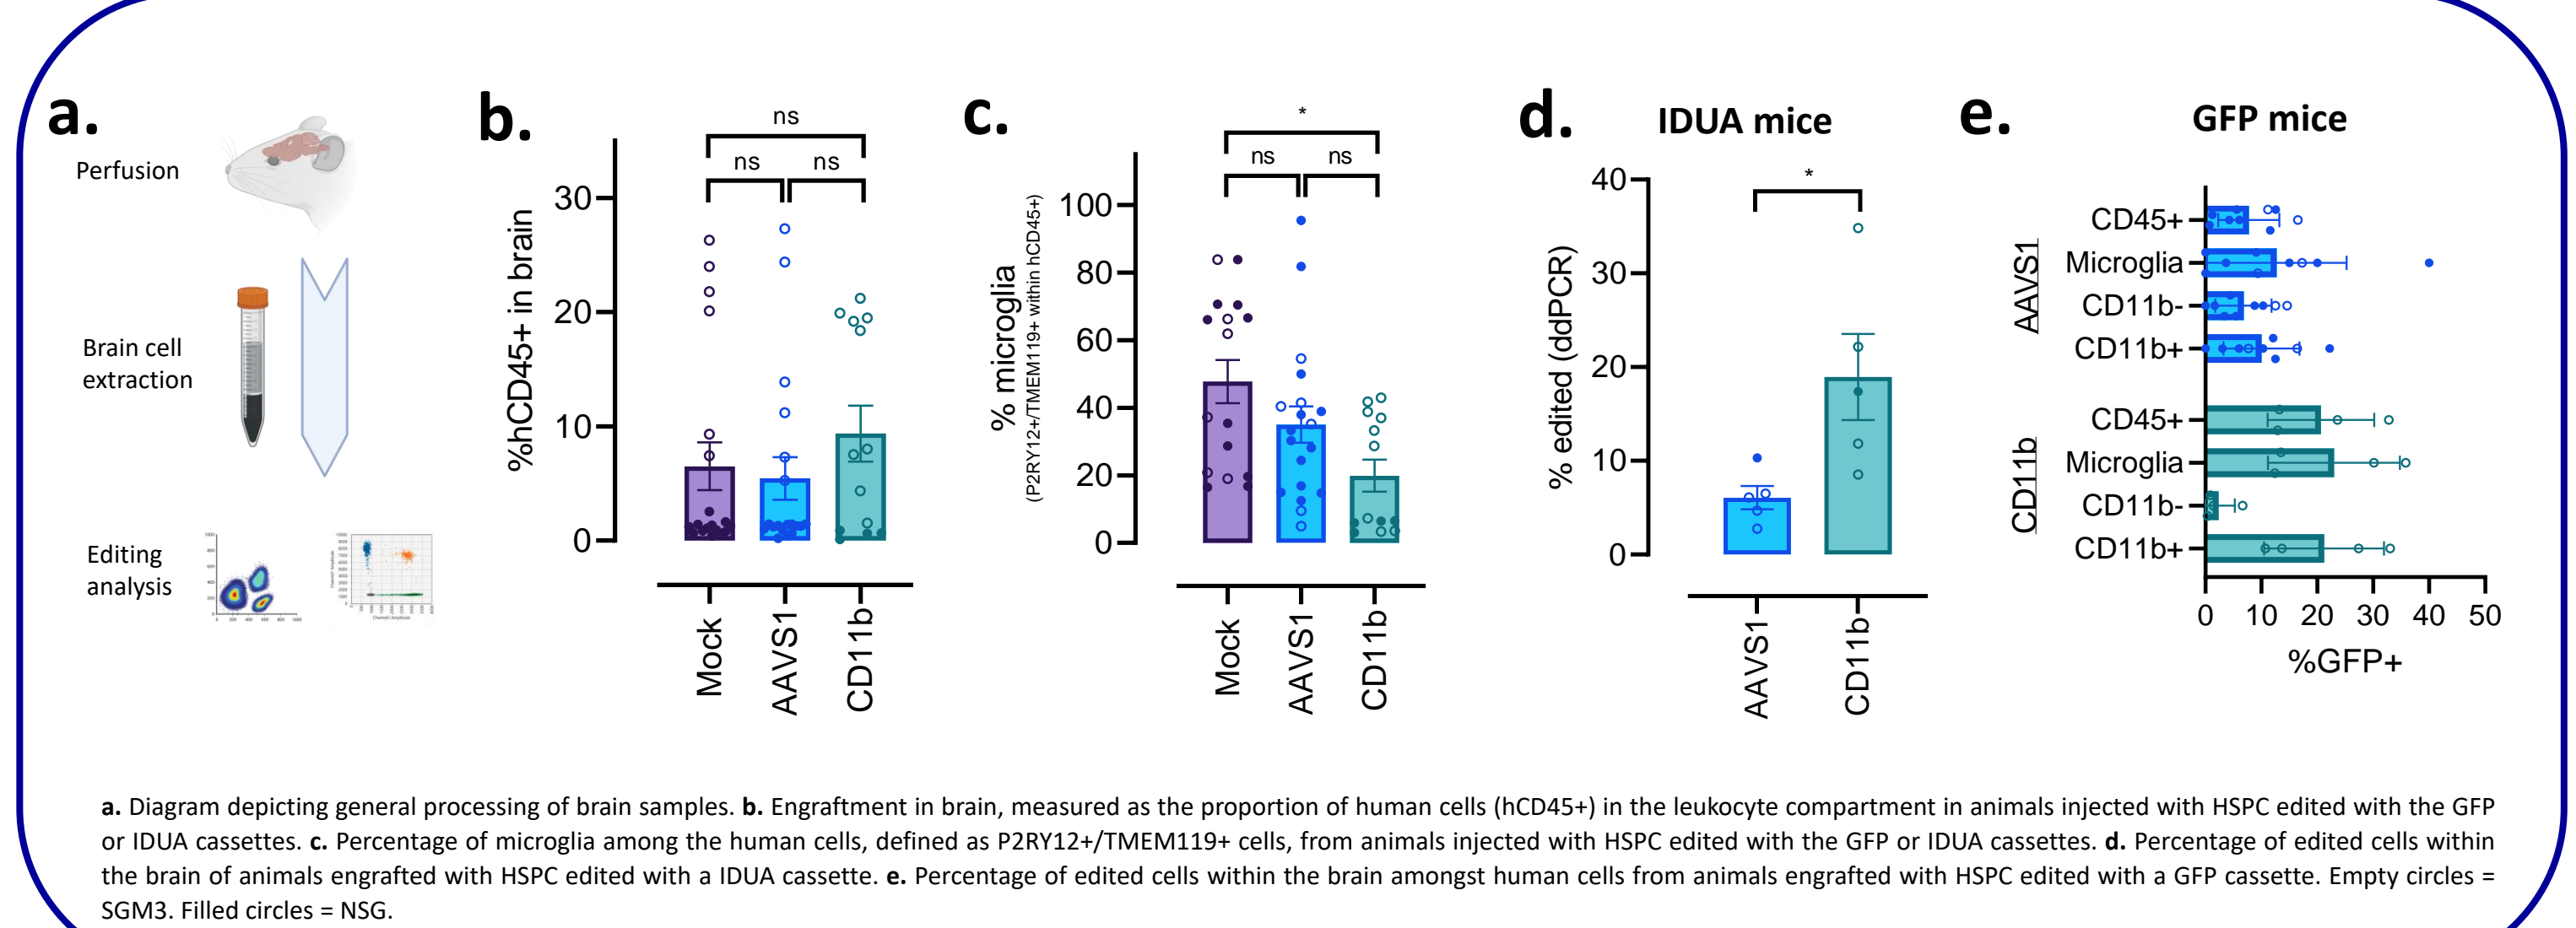 a.
Perfusion
Brain cell
extraction
Editing
analysis
b.
ns
ns
ns
%hCD45+ in brain
30
20
10
0
Mock
AAVS1
CD11b
c.
*
ns
ns
% microglia
(P2RY12+/TMEM119+ within hCD45+)
100
80
60
40
20
0
Mock
AAVS1
CD11b
d.
IDUA mice
*
% edited (ddPCR)
40
30
20
10
0
AAVS1
CD11b
e.
GFP mice
AAVS1
CD45+
Microglia
CD11b-
CD11b+
CD11b
CD45+
Microglia
CD11b-
CD11b+
0 10 20 30 40 50
%GFP+
a. Diagram depicting general processing of brain samples. b. Engraftment in brain, measured as the proportion of human cells (hCD45+) in the leukocyte compartment in animals injected with HSPC edited with the GFP
or IDUA cassettes. c. Percentage of microglia among the human cells, defined as P2RY12+/TMEM119+ cells, from animals injected with HSPC edited with the GFP or IDUA cassettes. d. Percentage of edited cells within
the brain of animals engrafted with HSPC edited with a IDUA cassette. e. Percentage of edited cells within the brain amongst human cells from animals engrafted with HSPC edited with a GFP cassette. Empty circles =
SGM3. Filled circles = NSG.